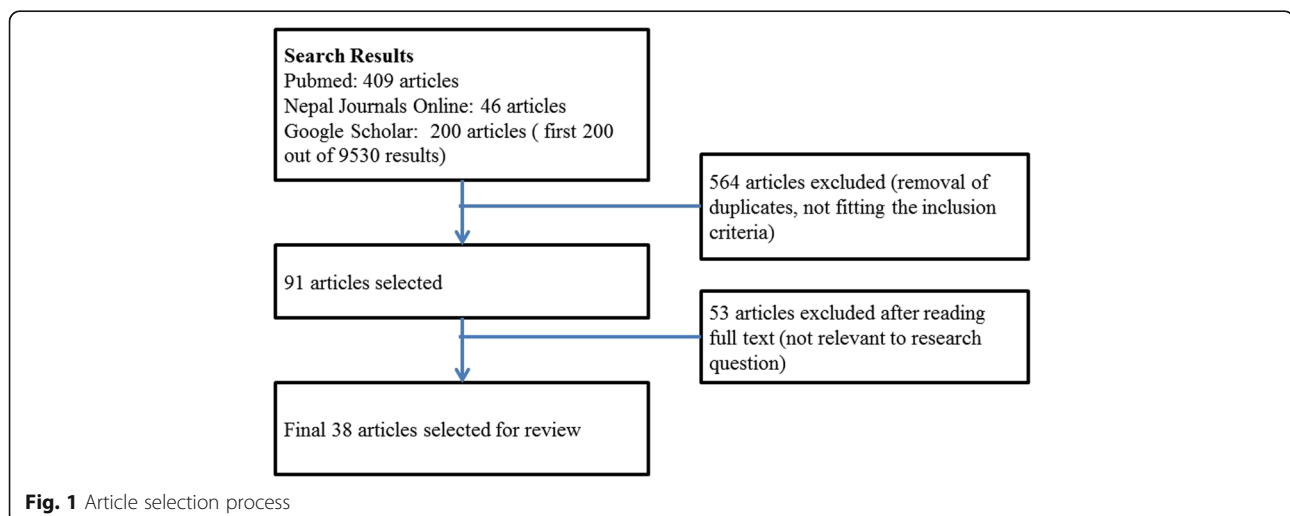 Search Results
Pubmed: 409 articles
Nepal Journals Online: 46 articles
Google Scholar: 200 articles ( first 200
out of 9530 results)
564 articles excluded (removal of
duplicates, not fitting the inclusion
criteria)
91 articles selected
53 articles excluded after reading
full text (not relevant to research
question)
Final 38 articles selected for review
Fig. 1 Article selection process